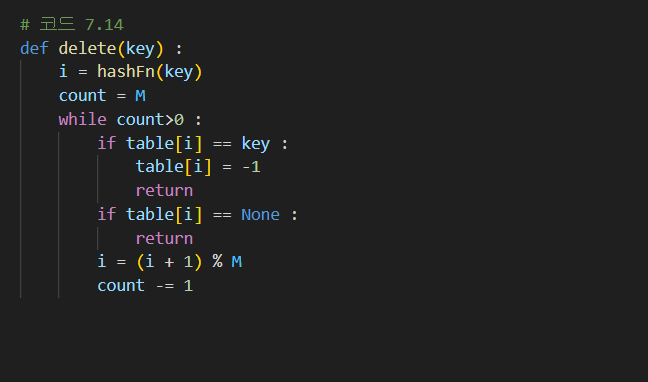 # 코드 7.14
def delete(key) :
    i = hashFn(key)
    count = M
    while count>0 :
        if table[i] == key :
            table[i] = -1
            return
        if table[i] == None :
            return
        i = (i + 1) % M
        count -= 1